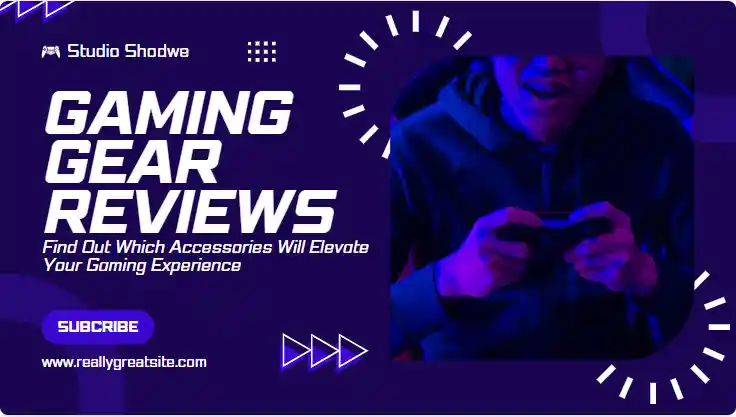 Studio Shodwe
GAMING
GEAR
REVIEWS
Find Out Which Accessories Will Elevate
Your Gaming Experience
SUBCRIBE
www.reallygreatsite.com